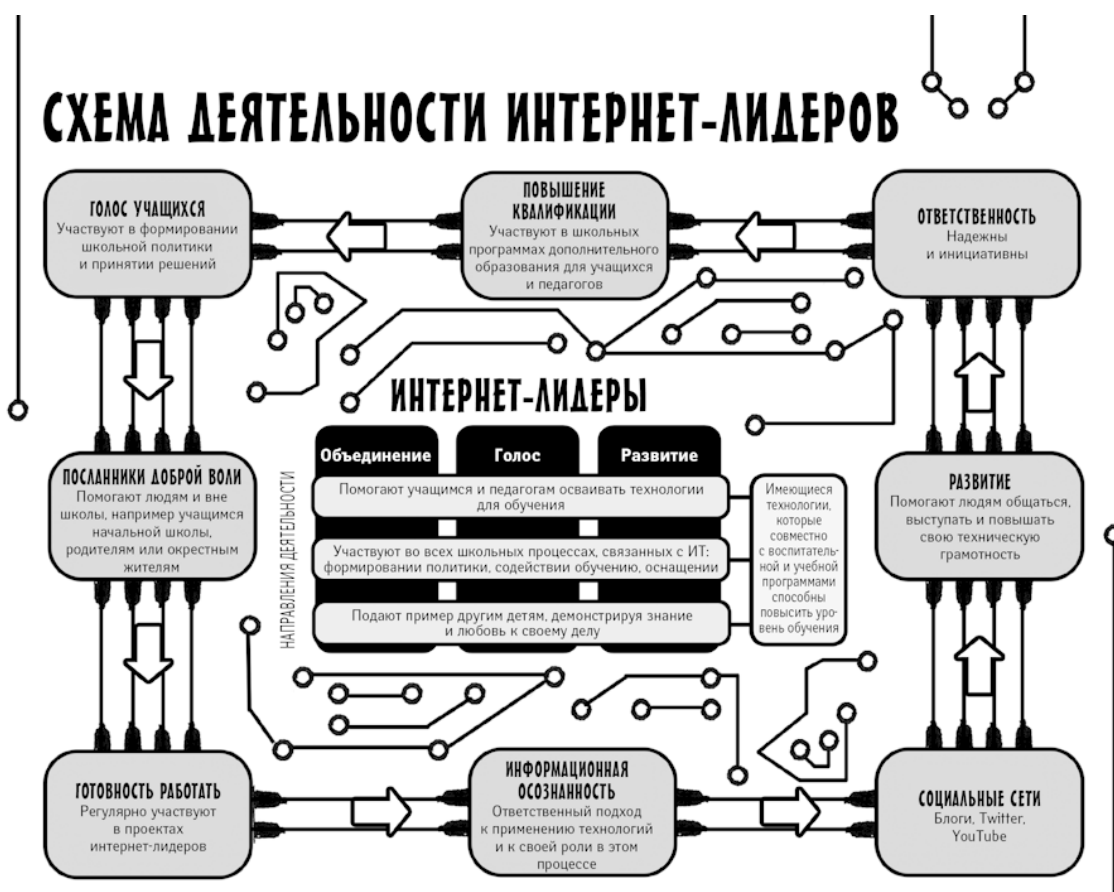 СХЕМА ДЕЯТЕЛЬНОСТИ ИНТЕРНЕТ-ЛИДЕРОВ
ГОЛОС УЧАЩИХСЯ
Участвуют в формировании
школьной политики
и принятии решений
ПОВЫШЕНИЕ
КВАЛИФИКАЦИИ
Участвуют в школьных
программах дополнительного
образования для учащихся
и педагогов
ОТВЕТСТВЕННОСТЬ
Надежны
и инициативны
ИНТЕРНЕТ-ЛИДЕРЫ
НАПРАВЛЕНИЯ ДЕЯТЕЛЬНОСТИ
Объединение
Голос
Развитие
Помогают учащимся и педагогам осваивать технологии
для обучения
Участвуют во всех школьных процессах, связанных с ИТ:
формировании политики, содействии обучению, оснащении
Подают пример другим детям, демонстрируя знание
и любовь к своему делу
Имеющиеся
технологии,
которые
совместно
с воспитатель-
ной и учебной
программами
способны
повысить уро-
вень обучения
ПОСЛАННИКИ ДОБРОЙ ВОЛИ
Помогают людям и вне
школы, например учащимся
начальной школы,
родителям или окрестным
жителям
РАЗВИТИЕ
Помогают людям общаться,
выступать и повышать
свою техническую
грамотность
ГОТОВНОСТЬ РАБОТАТЬ
Регулярно участвуют
в проектах
интернет-лидеров
ИНФОРМАЦИОННАЯ
ОСОЗНАННОСТЬ
Ответственный подход
к применению технологий
и к своей роли в этом
процессе
СОЦИАЛЬНЫЕ СЕТИ
Блоги, Twitter,
YouTube